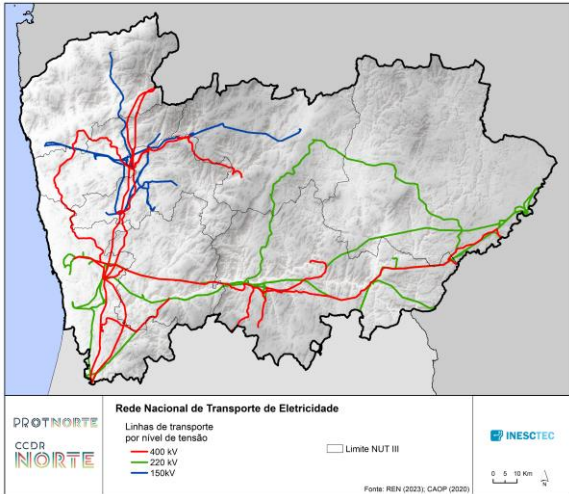 PROTNORTE
CCDR
NORTE
Rede Nacional de Transporte de Eletricidade
Linhas de transporte
por nível de tensão
400 kV
220 kV
150kV
Limite NUT III
Fonte: REN (2023); CAOP (2020)
INESCTEC
0 5 10 Km
N